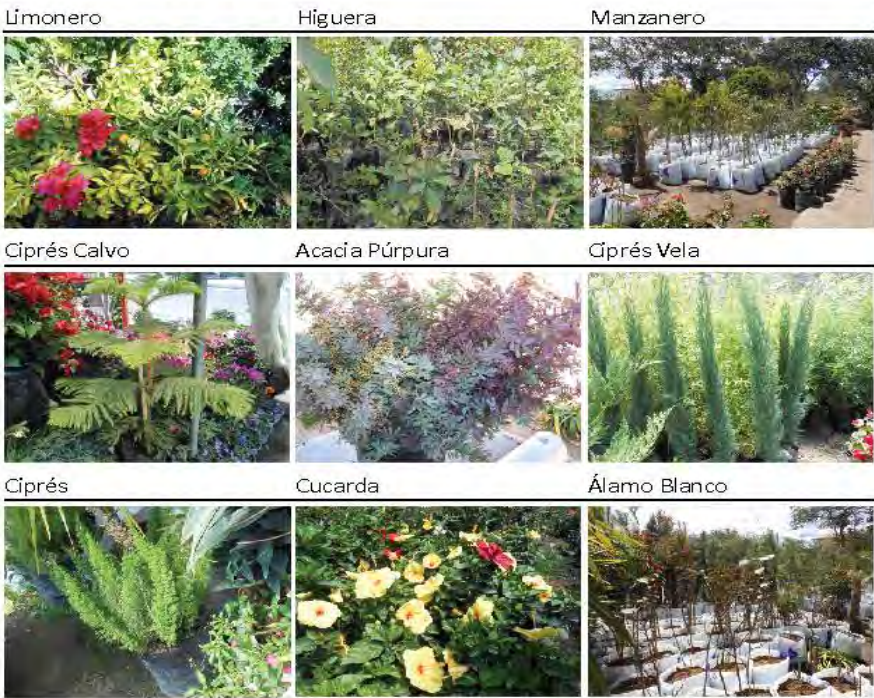 Limonero
Higuera
Manzanero
Ciprés Calvo
Acacia Púrpura
Ciprés Vela
Ciprés
Cucarda
Álamo Blanco